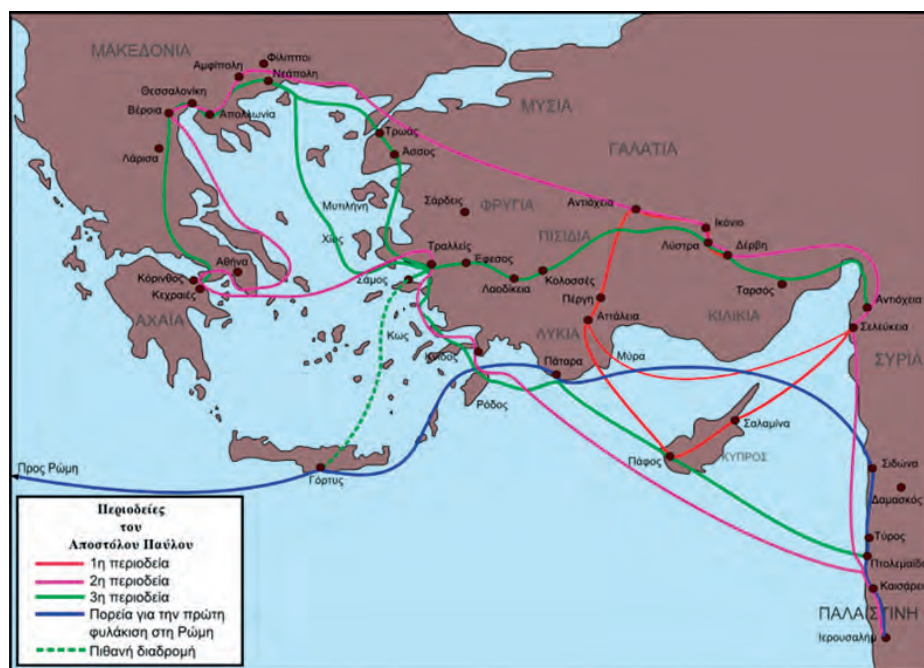 ΜΑΚΕΔΟΝΙΑ
Φίλιπποι
Αμφίπολη
Νεάπολη
Θεσσαλονίκη
Βέροια
Απολλωνία
ΜΥΣΙΑ
Τρωάς
Άσσος
Λάρισα
ΓΑΛΑΤΙΑ
Μυτιλήνη
Σάρδεις
ΦΡΥΓΙΑ
Αντιόχεια
Ικόνιο
Χίος
ΠΙΣΙΔΙΑ
Λύστρα
Δέρβη
Τραλλείς
Έφεσος
Αθήνα
Κόρινθος
Κεχραιές
Σάμος
Λαοδίκεια
Κολοσσές
Ταρσός
Πέργη
Αντιόχεια
ΑΧΑΪΑ
Αττάλεια
ΚΙΛΙΚΙΑ
Σελεύκεια
Κως
ΛΥΚΙΑ
Κνίδος
Μύρα
ΣΥΡΙΑ
Πάταρα
Ρόδος
Σαλαμίνα
Πάφος
ΚΥΠΡΟΣ
Προς Ρώμη
Γόρτυς
Σιδώνα
Δαμασκός
Τύρος
Πτολεμαΐδα
Καισάρεια
ΠΑΛΑΙΣΤΙΝΗ
Ιερουσαλήμ
Περιοδείες
του
Αποστόλου Παύλου
1η περιοδεία
2η περιοδεία
3η περιοδεία
Πορεία για την πρώτη
φυλάκιση στη Ρώμη
Πιθανή διαδρομή